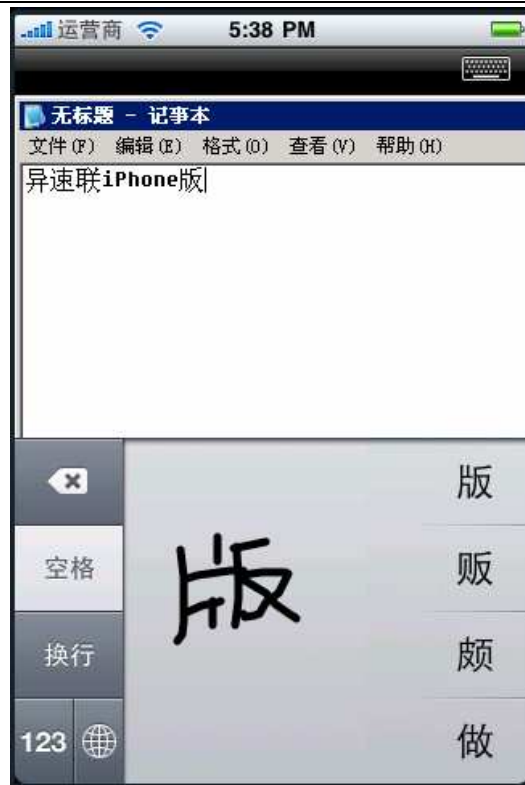 运营商 5:38 PM
无标题 - 记事本
文件(F) 编辑(E) 格式(O) 查看(V) 帮助(H)
异速联iPhone版
版
空格
换行
123
版
版
贩
颇
做